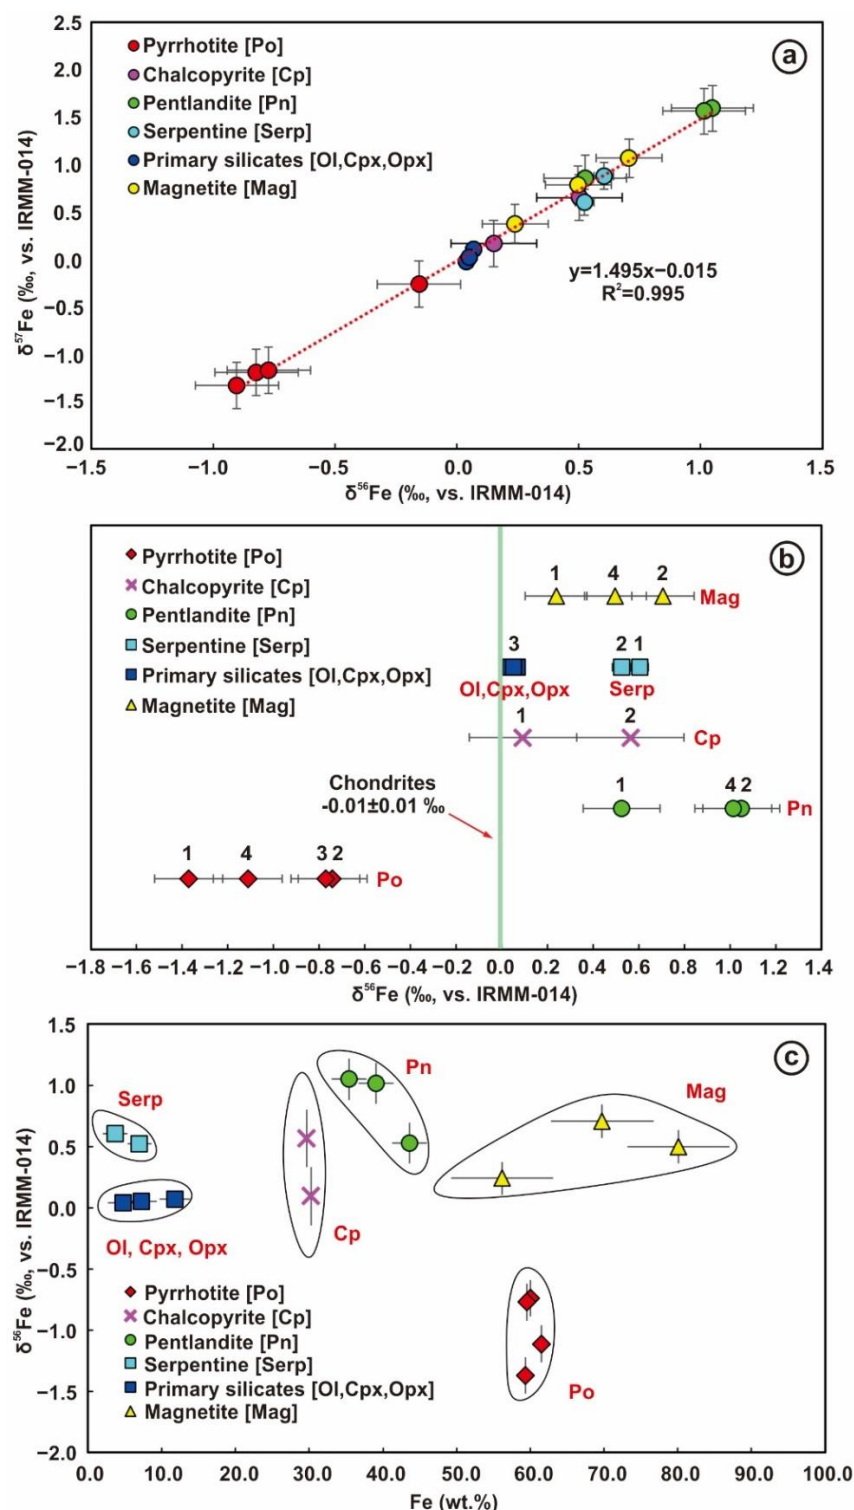 2.5
2.0
1.5
1.0
0.5
0.0
−0.5
−1.0
−1.5
−2.0
δ⁵⁷Fe (‰, vs. IRMM-014)
Pyrrhotite [Po]
Chalcopyrite [Cp]
Pentlandite [Pn]
Serpentine [Serp]
Primary silicates [Ol,Cpx,Opx]
Magnetite [Mag]
a
y=1.495x−0.015
R²=0.995
−1.5 −1.0 −0.5 0.0 0.5 1.0 1.5
δ⁵⁶Fe (‰, vs. IRMM-014)
Pyrrhotite [Po]
Chalcopyrite [Cp]
Pentlandite [Pn]
Serpentine [Serp]
Primary silicates [Ol,Cpx,Opx]
Magnetite [Mag]
b
1 4 2
Mag
3 2 1
Ol,Cpx,Opx Serp
1 2
Cp
Chondrites
-0.01±0.01 ‰
1 4 2
Pn
1 4 3 2
Po
−1.8 −1.6 −1.4 −1.2 −1.0 −0.8 −0.6 −0.4 −0.2 0.0 0.2 0.4 0.6 0.8 1.0 1.2 1.4
δ⁵⁶Fe (‰, vs. IRMM-014)
1.5
1.0
0.5
0.0
−0.5
−1.0
−1.5
−2.0
δ⁵⁶Fe (‰, vs. IRMM-014)
c
Pn
Serp
Mag
Ol, Cpx, Opx
Cp
Po
Pyrrhotite [Po]
Chalcopyrite [Cp]
Pentlandite [Pn]
Serpentine [Serp]
Primary silicates [Ol,Cpx,Opx]
Magnetite [Mag]
0.0 10.0 20.0 30.0 40.0 50.0 60.0 70.0 80.0 90.0 100.0
Fe (wt.%)